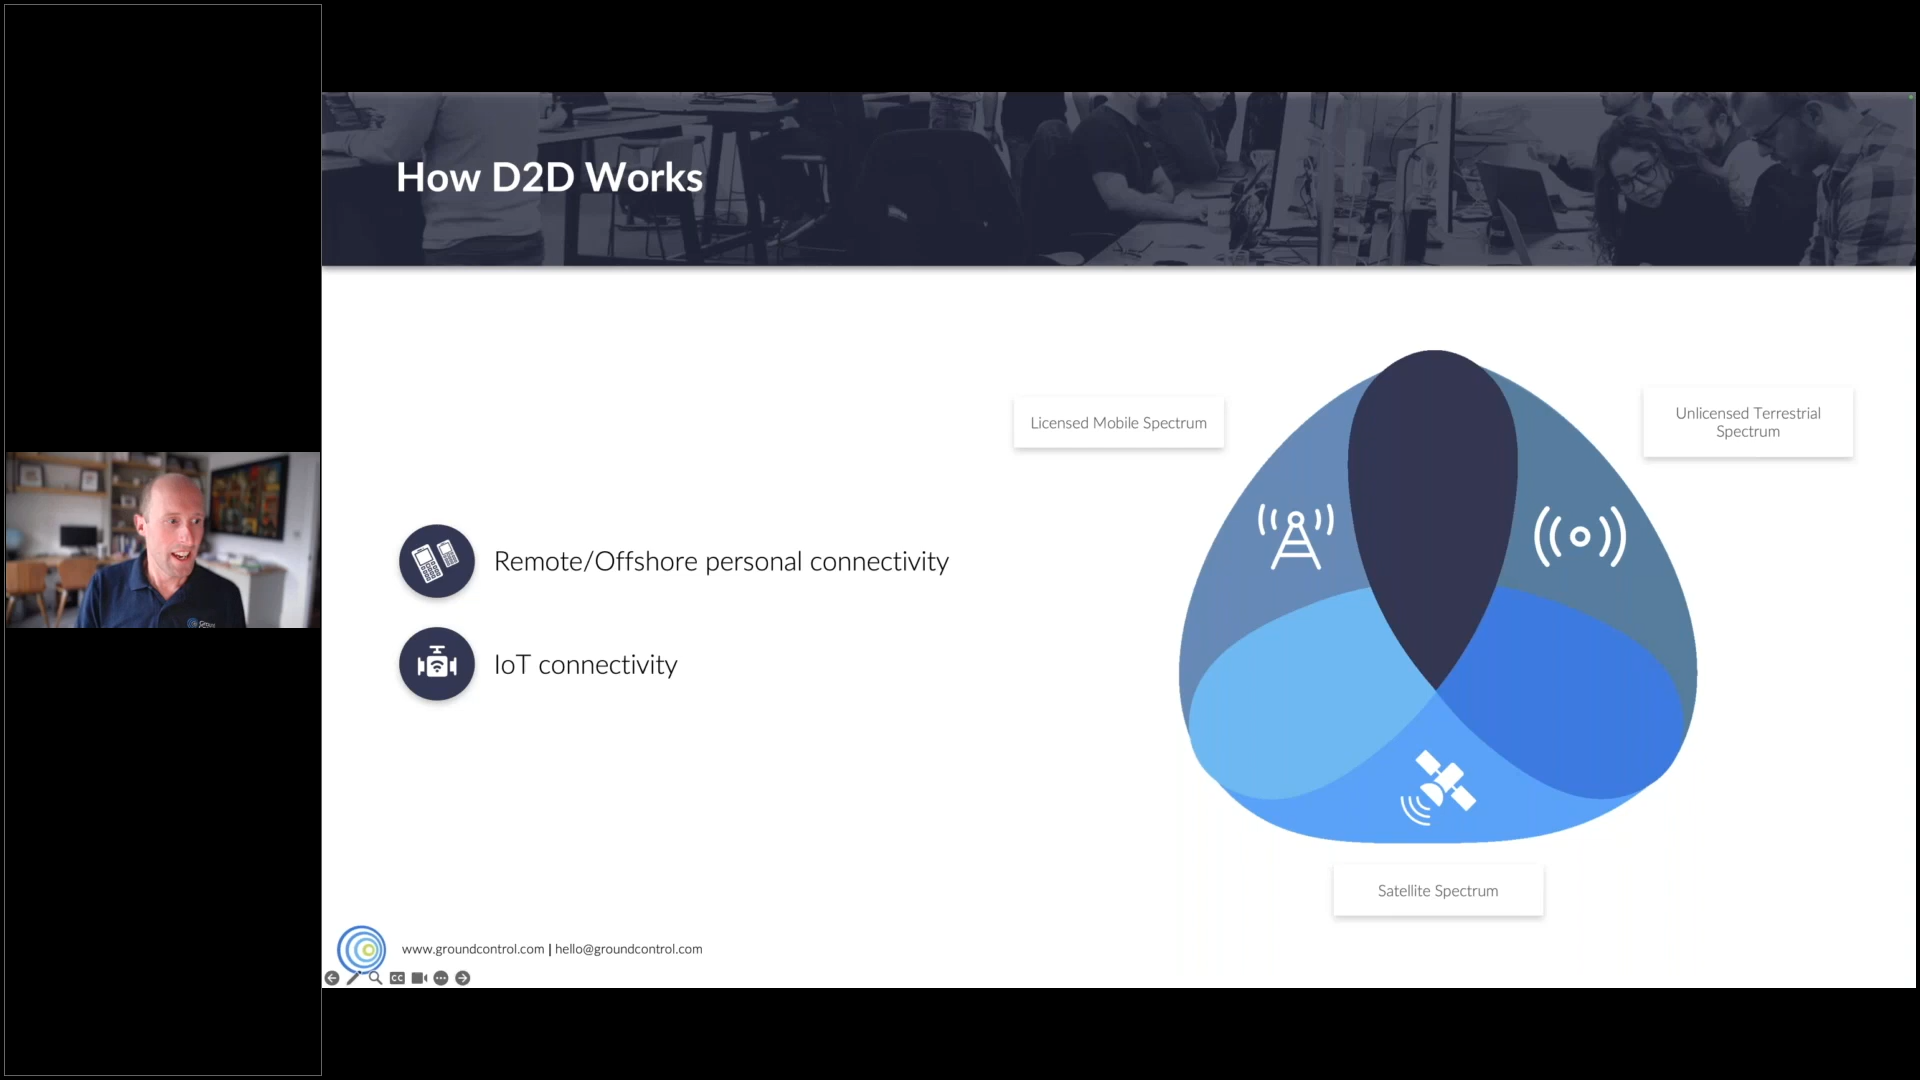 How D2D Works
Licensed Mobile Spectrum
Unlicensed Terrestrial
Spectrum
Remote/Offshore personal connectivity
IoT connectivity
Satellite Spectrum
www.groundcontrol.com | hello@groundcontrol.com
CC